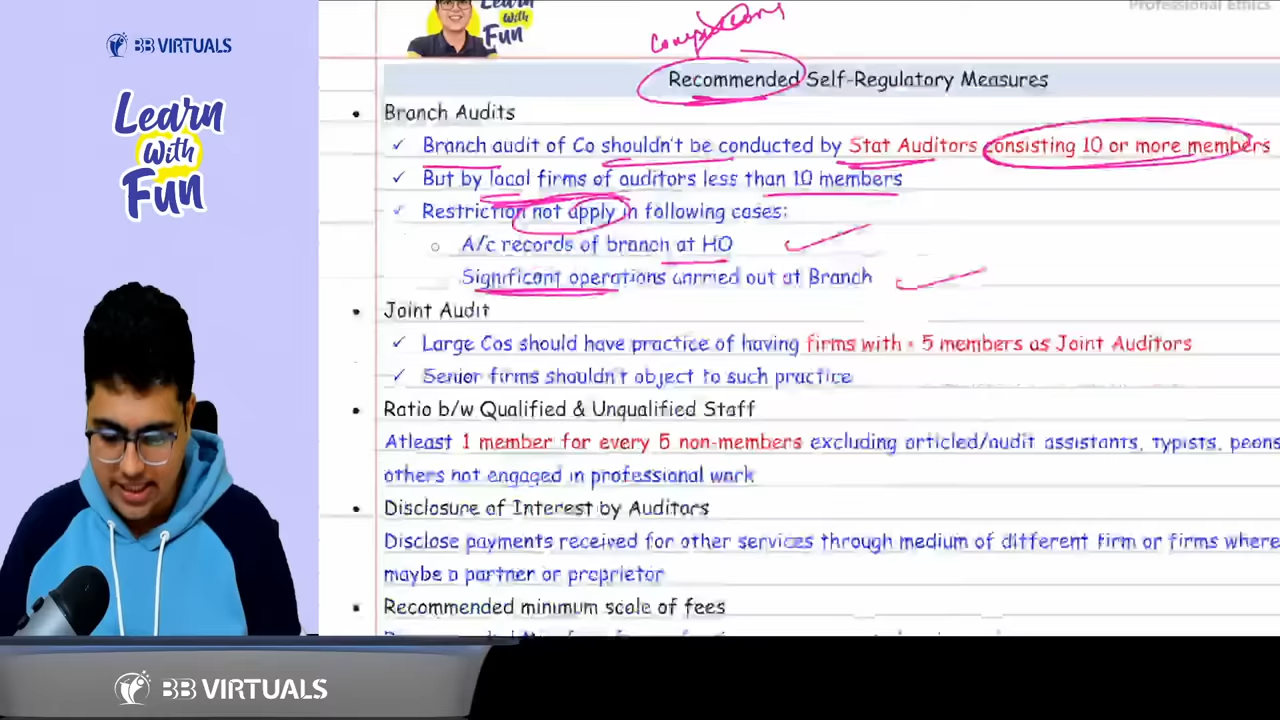 Professional Ethics
Learn
With
Fun
BB VIRTUALS
Learn
With
Fun
Recommended Self-Regulatory Measures
Branch Audits
Branch audit of Co shouldn't be conducted by Stat Auditors consisting 10 or more members
But by local firms of auditors less than 10 members
Restriction not apply in following cases:
A/c records of branch at HO
Significant operations carried out at Branch
Joint Audit
Large Cos should have practice of having firms with 5 members as Joint Auditors
Senior firms shouldn't object to such practice
Ratio b/w Qualified & Unqualified Staff
Atleast 1 member for every 5 non-members excluding articled/audit assistants, typists, peons
others not engaged in professional work
Disclosure of Interest by Auditors
Disclose payments received for other services through medium of different firm or firms where
maybe a partner or proprietor
Recommended minimum scale of fees
BB VIRTUALS